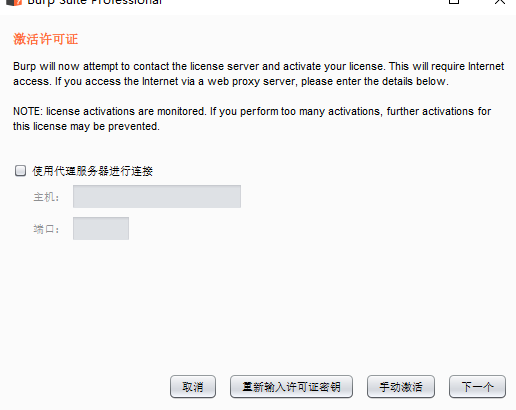 Burp Suite Professional
激活许可证
Burp will now attempt to contact the license server and activate your license. This will require Internet
access. If you access the Internet via a web proxy server, please enter the details below.
NOTE: license activations are monitored. If you perform too many activations, further activations for
this license may be prevented.
使用代理服务器进行连接
主机：
端口：
取消 重新输入许可证密钥 手动激活 下一个